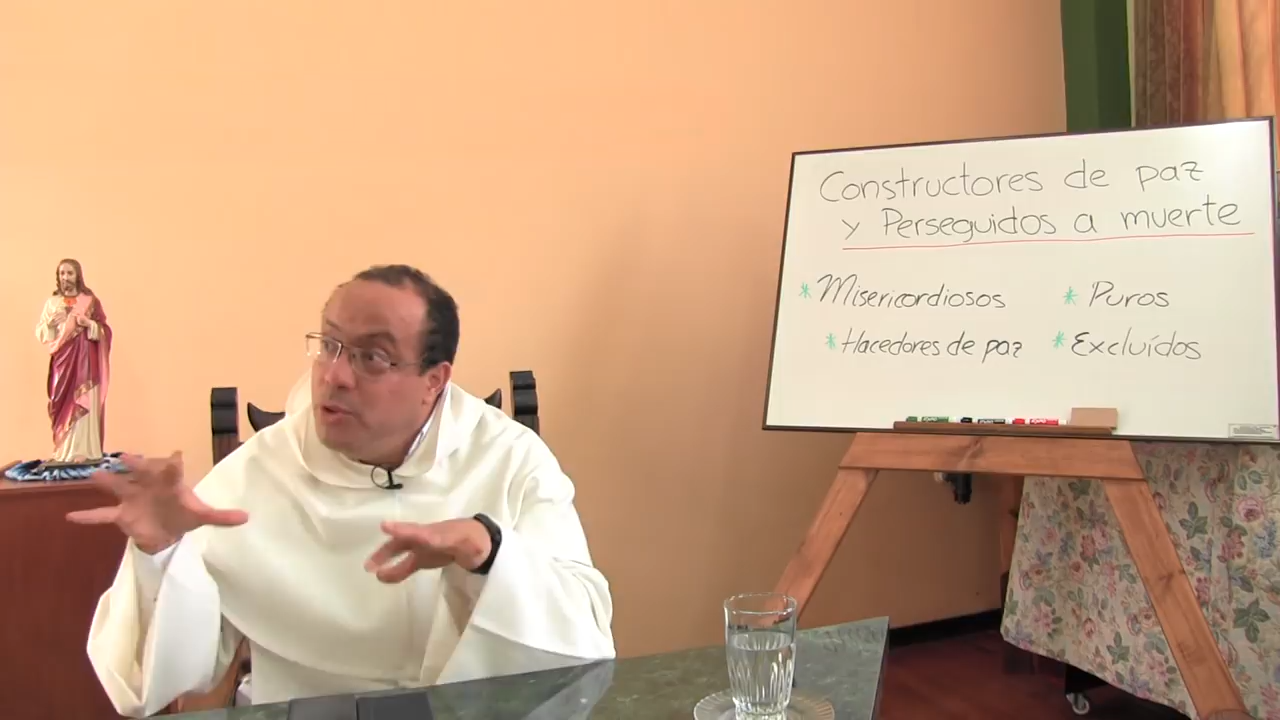 Constructores de paz
y Perseguidos a muerte
* Misericordiosos * Puros
* Hacedores de paz * Excluídos